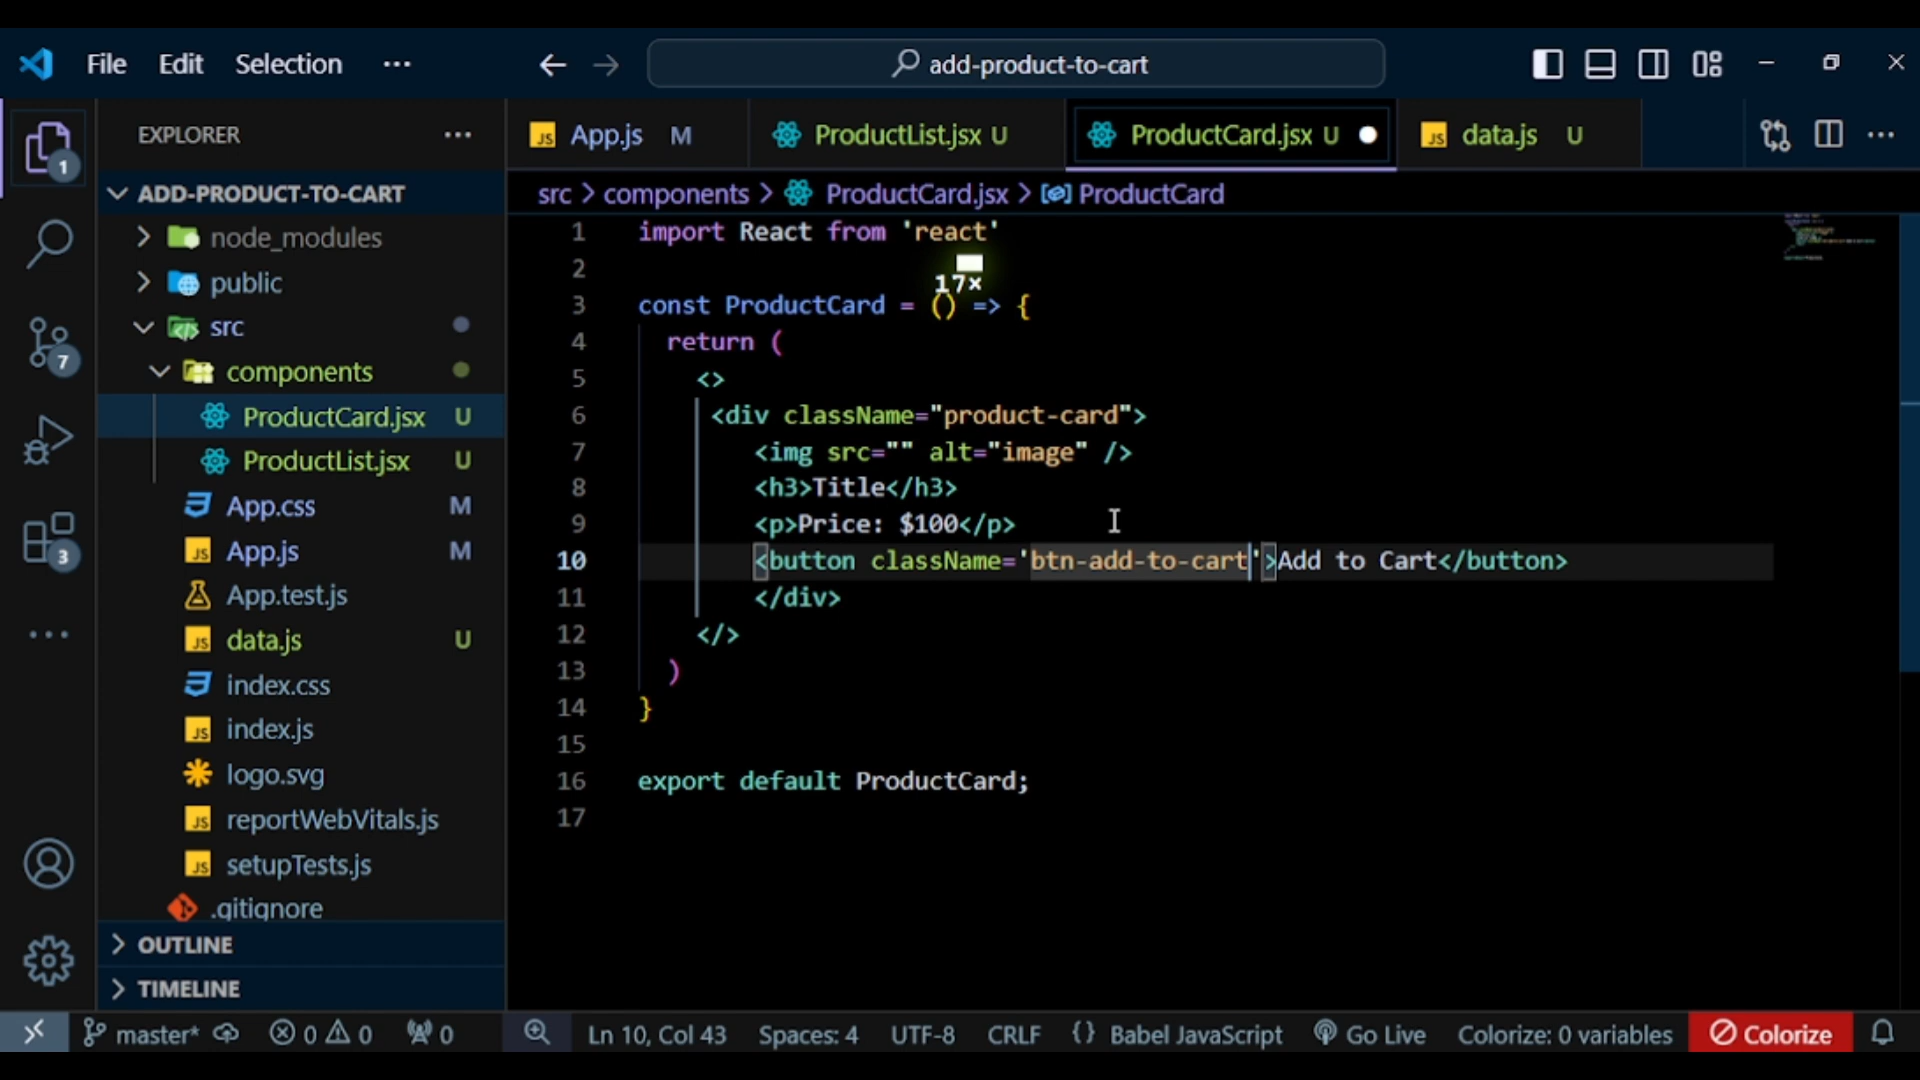 File Edit Selection ···
add-product-to-cart
EXPLORER
App.js M
ProductList.jsx U
ProductCard.jsx U
data.js U
ADD-PRODUCT-TO-CART
src > components > ProductCard.jsx > ProductCard
node_modules
public
src
components
ProductCard.jsx U
ProductList.jsx U
App.css M
App.js M
App.test.js
data.js U
index.css
index.js
logo.svg
reportWebVitals.js
setupTests.js
.gitignore
OUTLINE
TIMELINE
1
7
3
1 import React from 'react'
2
17×
3 const ProductCard = () => {
4 return (
5 <>
6 <div className="product-card">
7 <img src="" alt="image" />
8 <h3>Title</h3>
9 <p>Price: $100</p>
10 <button className='btn-add-to-cart'>Add to Cart</button>
11 </div>
12 </>
13 )
14 }
15
16 export default ProductCard;
17
master* 0 0 0 Ln 10, Col 43 Spaces: 4 UTF-8 CRLF {} Babel JavaScript Go Live Colorize: 0 variables Colorize